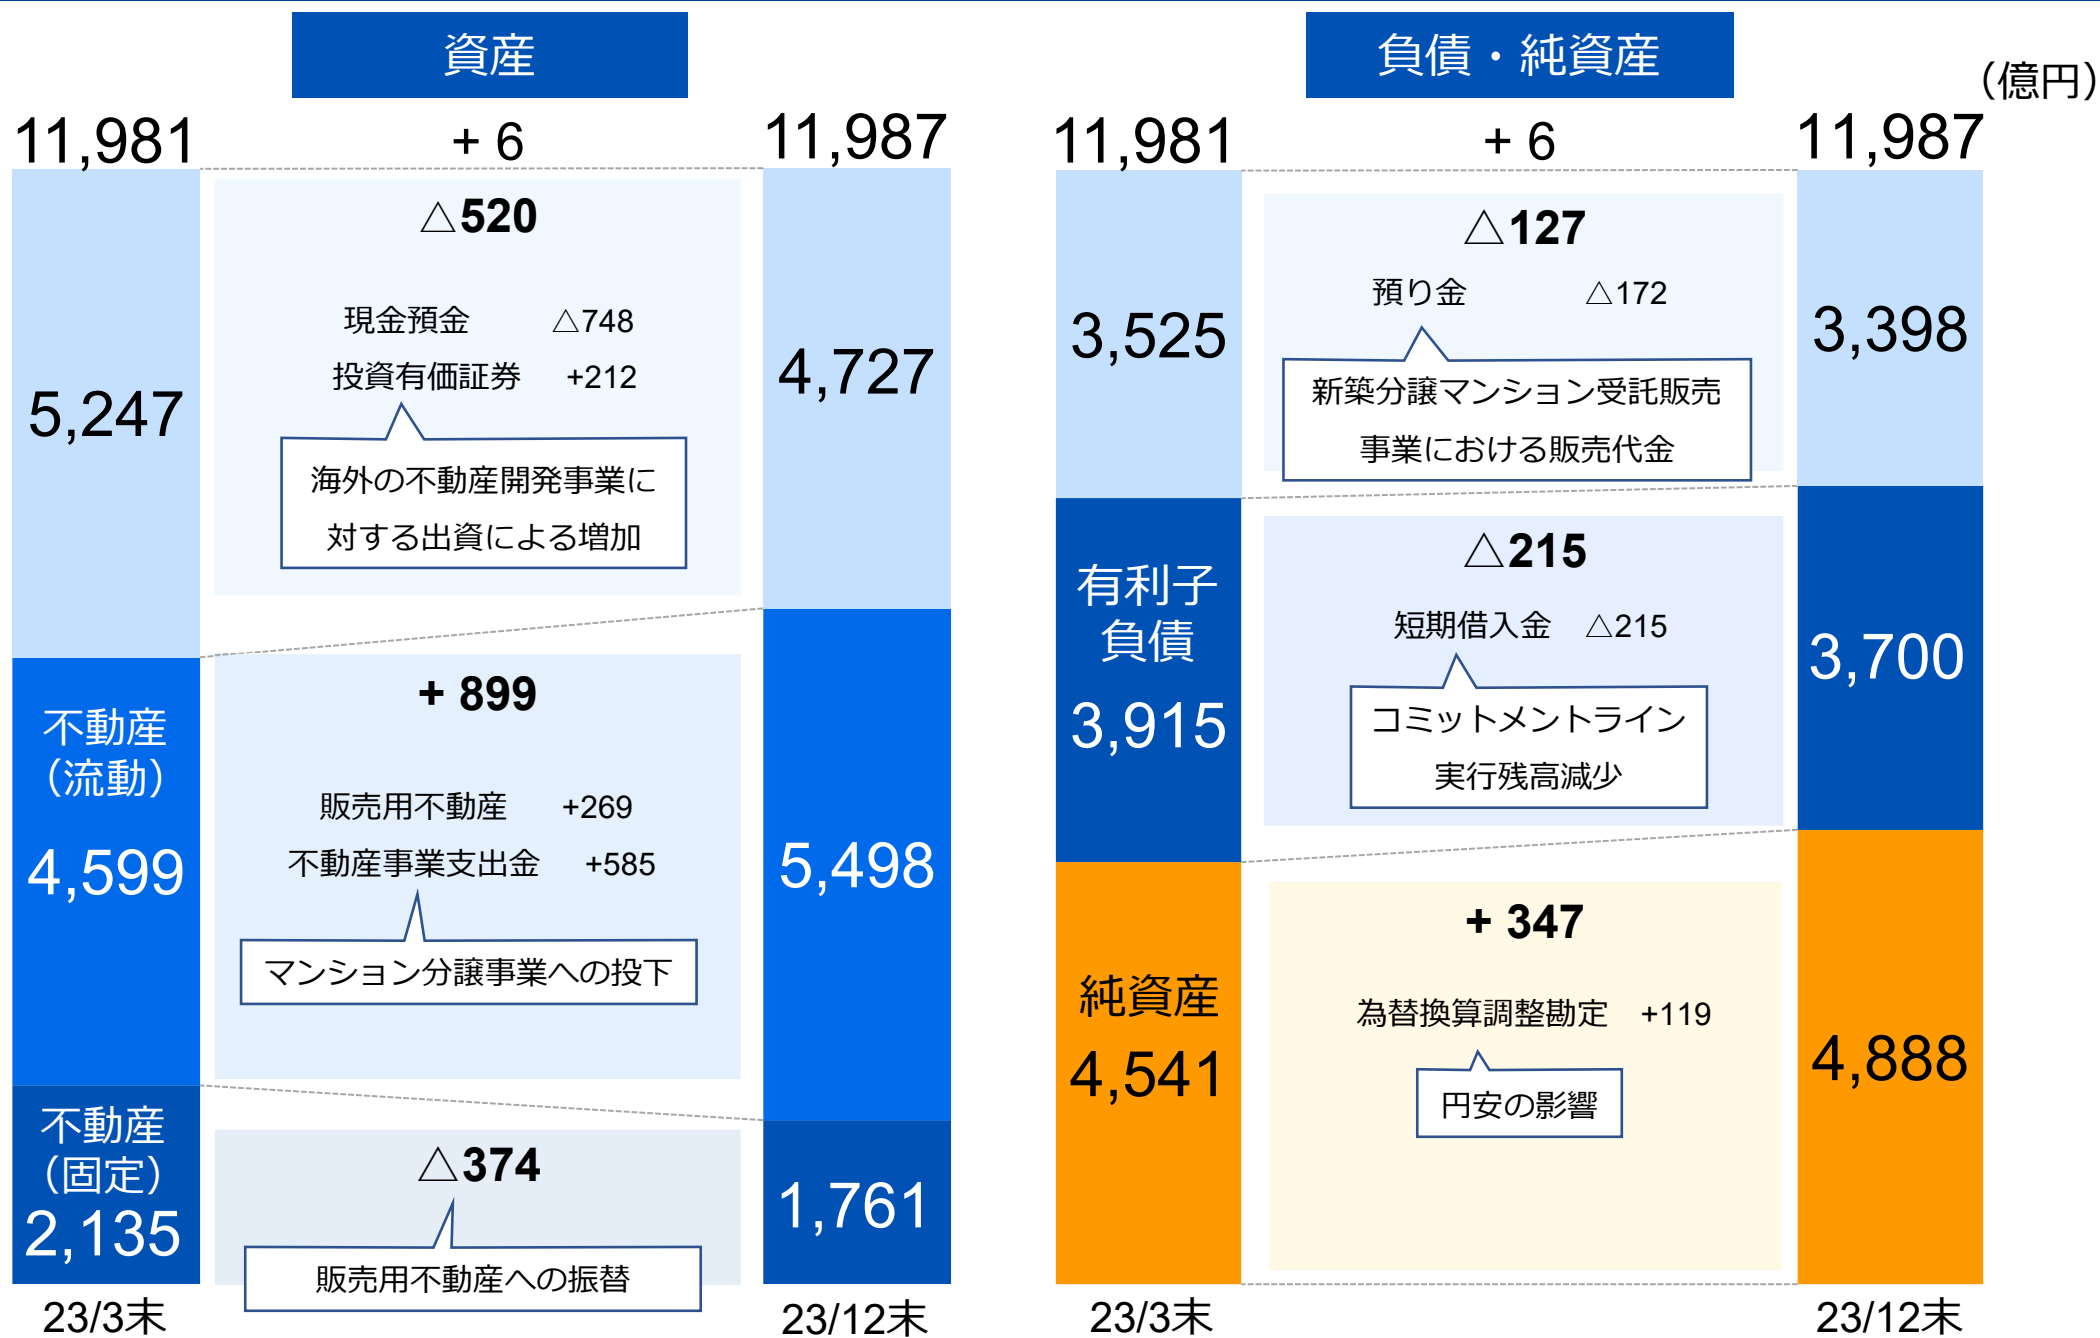 資産
11,981
+ 6
11,987
△520
現金預金 △748
投資有価証券 +212
海外の不動産開発事業に
対する出資による増加
5,247
4,727
+ 899
不動産
（流動）
4,599
販売用不動産 +269
不動産事業支出金 +585
マンション分譲事業への投下
5,498
不動産
（固定）
2,135
△374
販売用不動産への振替
1,761
23/3末
23/12末
負債・純資産
（億円）
11,981
+ 6
11,987
△127
預り金 △172
新築分譲マンション受託販売
事業における販売代金
3,525
3,398
有利子
負債
3,915
△215
短期借入金 △215
コミットメントライン
実行残高減少
3,700
純資産
4,541
+ 347
為替換算調整勘定 +119
円安の影響
4,888
23/3末
23/12末